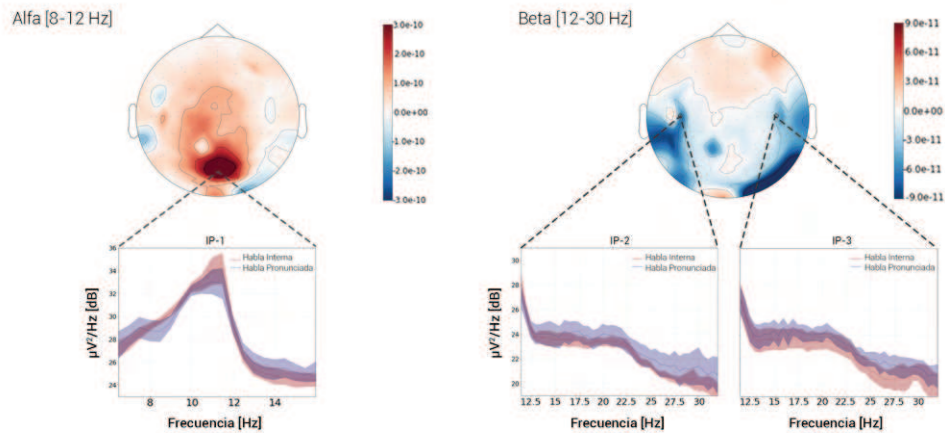 Alfa [8-12 Hz]
3.0e-10
2.0e-10
1.0e-10
0.0e+00
-1.0e-10
-2.0e-10
-3.0e-10
Beta [12-30 Hz]
9.0e-11
6.0e-11
3.0e-11
0.0e+00
-3.0e-11
-6.0e-11
-9.0e-11
IP-1
Habla Interna
Habla Pronunciada
µV²/Hz [dB]
36
34
32
30
28
26
24
8
10
12
14
Frecuencia [Hz]
IP-2
Habla Interna
Habla Pronunciada
µV²/Hz [dB]
30
28
26
24
22
20
12.5
15
17.5
20
22.5
25
27.5
30
Frecuencia [Hz]
IP-3
Habla Interna
Habla Pronunciada
12.5
15
17.5
20
22.5
25
27.5
30
Frecuencia [Hz]